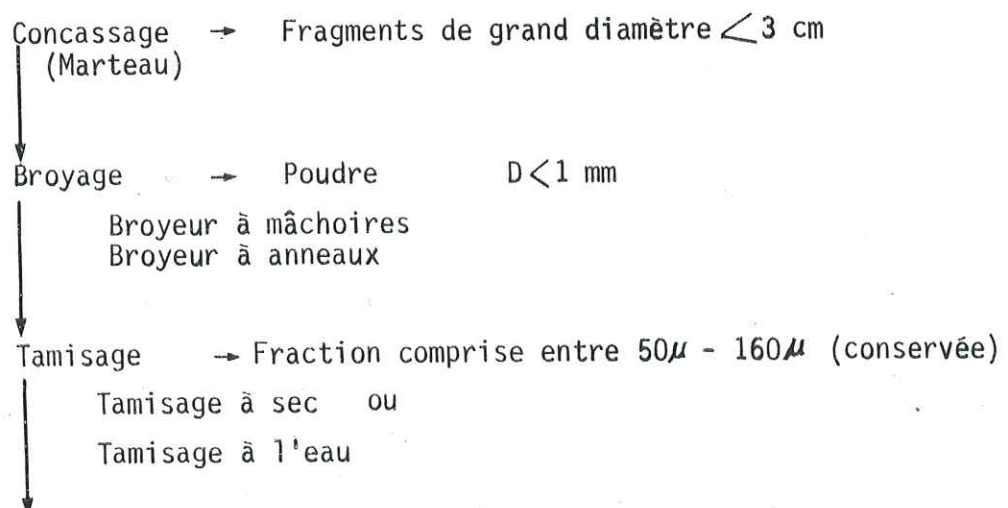 Concassage → Fragments de grand diamètre < 3 cm
(Marteau)
Broyage → Poudre D < 1 mm
Broyeur à mâchoires
Broyeur à anneaux
Tamisage → Fraction comprise entre 50µ - 160µ (conservée)
Tamisage à sec ou
Tamisage à l'eau